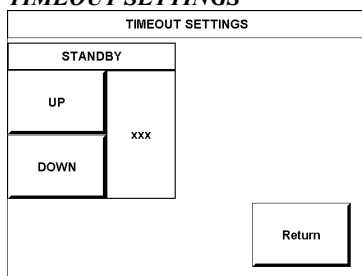 TIMEOUT SETTINGS
TIMEOUT SETTINGS
STANDBY
UP
xxx
DOWN
Return